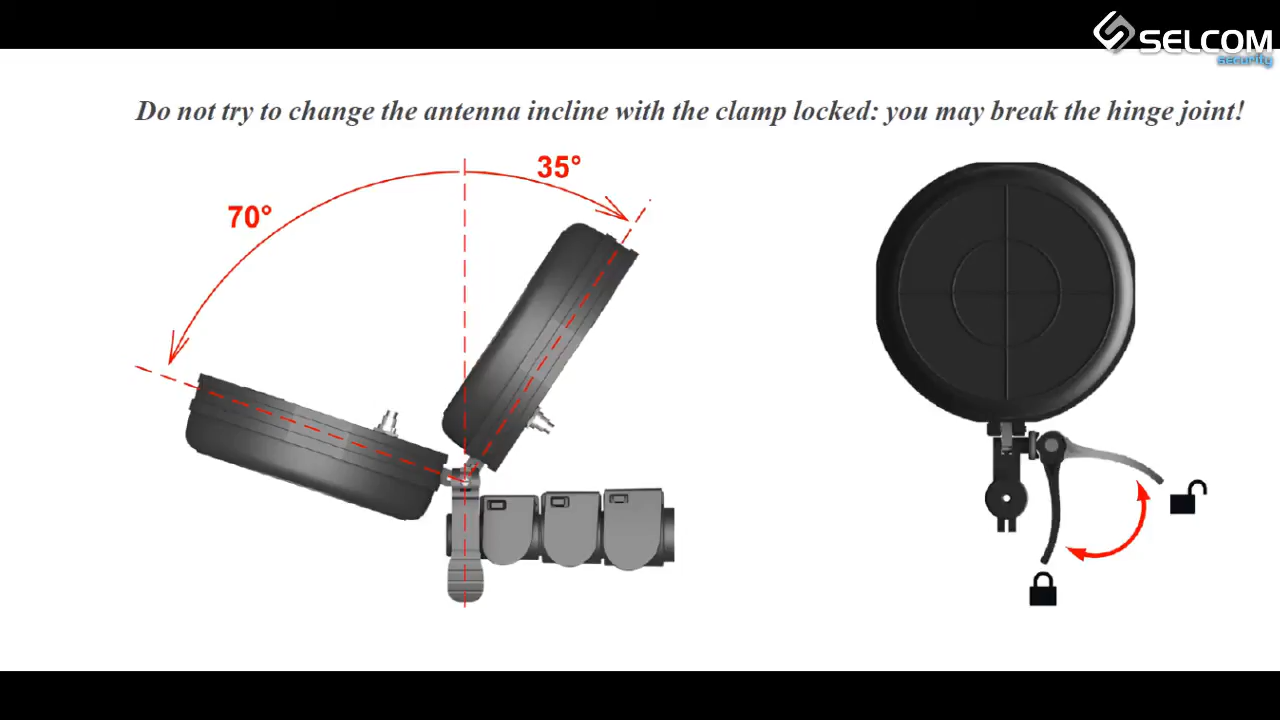 SELCOM
security
Do not try to change the antenna incline with the clamp locked: you may break the hinge joint!
35°
70°